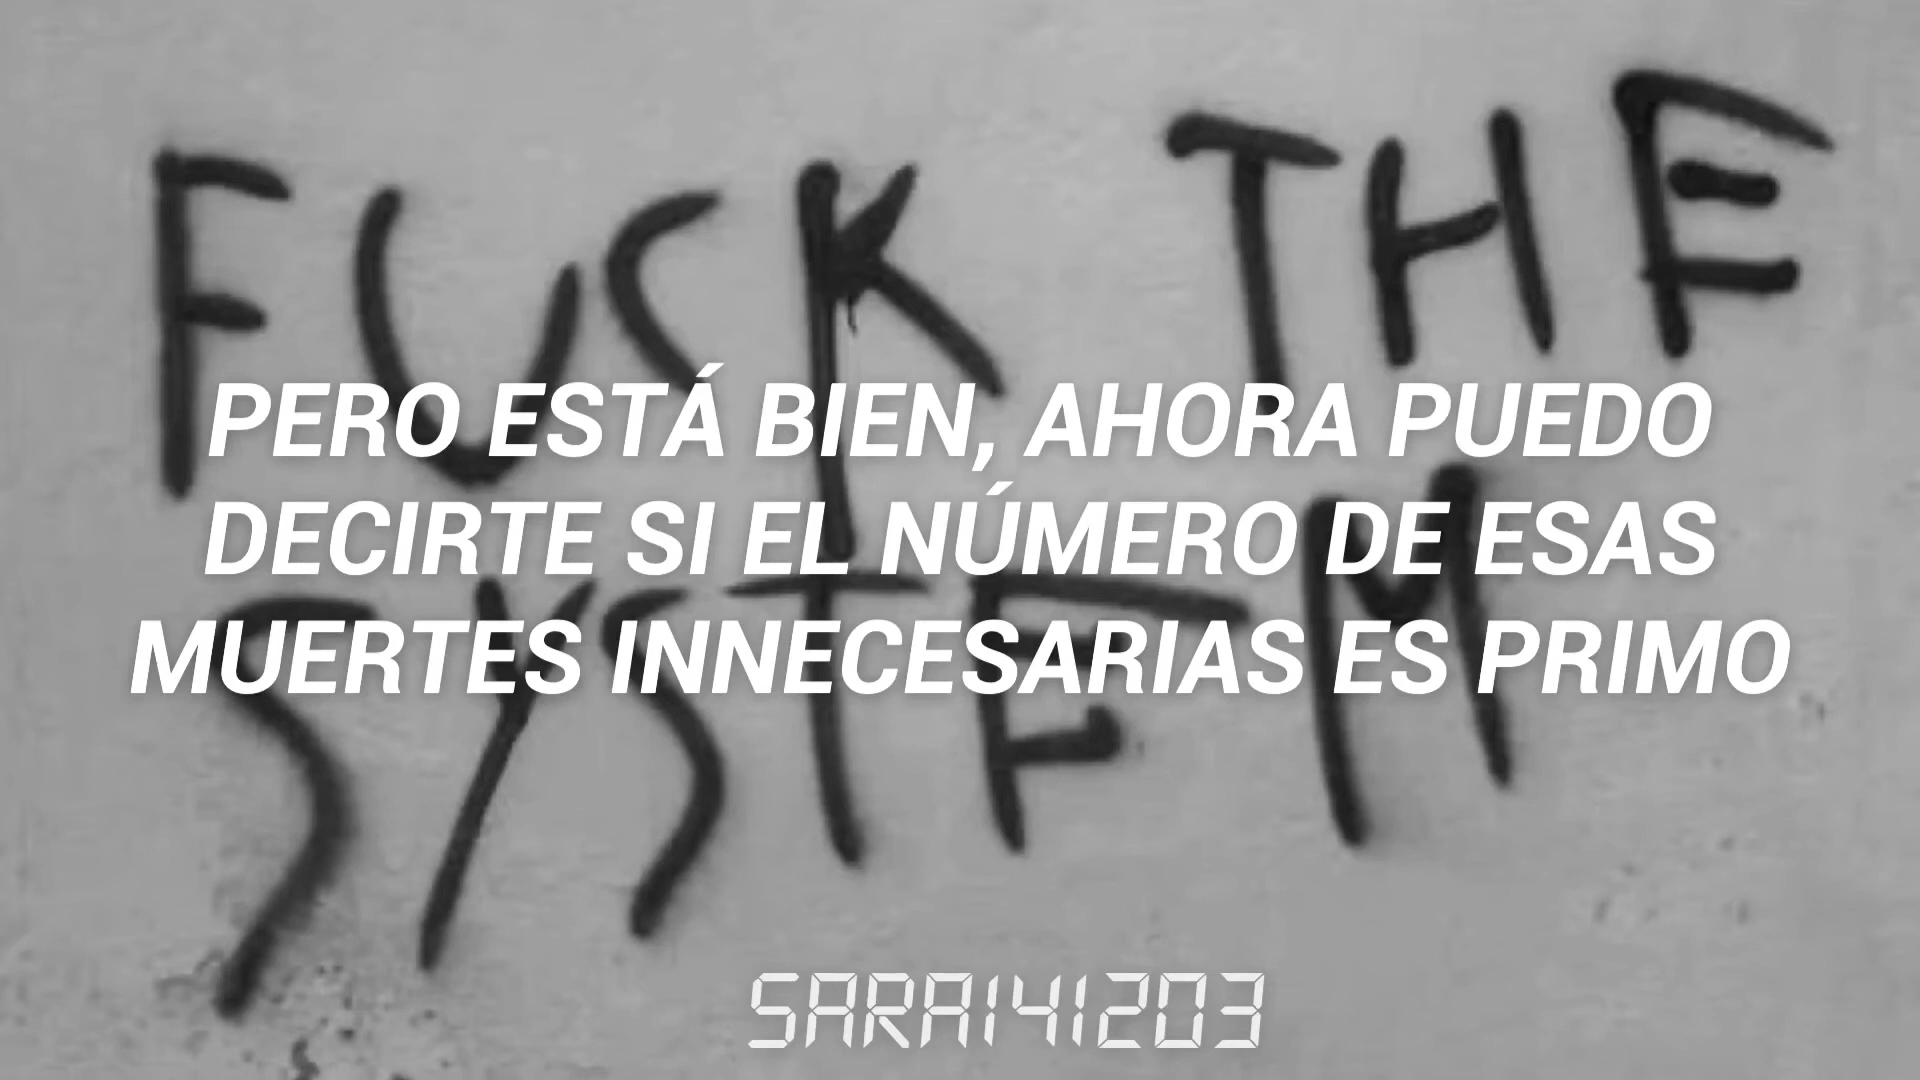 FUCK THE
PERO ESTÁ BIEN, AHORA PUEDO
DECIRTE SI EL NÚMERO DE ESAS
MUERTES INNECESARIAS ES PRIMO
SYSTEM
SARA141203